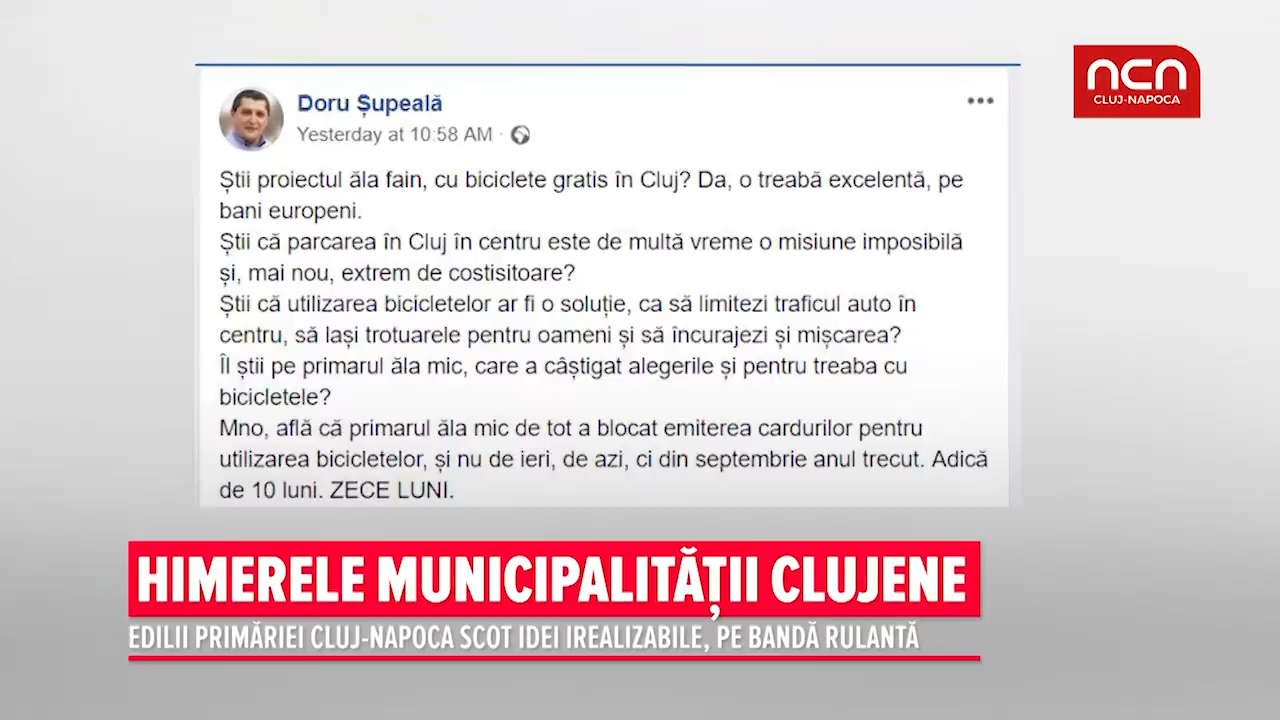 ncn
CLUJ-NAPOCA
Doru Șupeală
Yesterday at 10:58 AM ·
Știi proiectul ăla fain, cu biciclete gratis în Cluj? Da, o treabă excelentă, pe
bani europeni.
Știi că parcarea în Cluj în centru este de multă vreme o misiune imposibilă
și, mai nou, extrem de costisitoare?
Știi că utilizarea bicicletelor ar fi o soluție, ca să limitezi traficul auto în
centru, să lași trotuarele pentru oameni și să încurajezi și mișcarea?
Îl știi pe primarul ăla mic, care a câștigat alegerile și pentru treaba cu
bicicletele?
Mno, află că primarul ăla mic de tot a blocat emiterea cardurilor pentru
utilizarea bicicletelor, și nu de ieri, de azi, ci din septembrie anul trecut. Adică
de 10 luni. ZECE LUNI.
HIMERELE MUNICIPALITĂȚII CLUJENE
EDILII PRIMĂRIEI CLUJ-NAPOCA SCOT IDEI IREALIZABILE, PE BANDĂ RULANTĂ